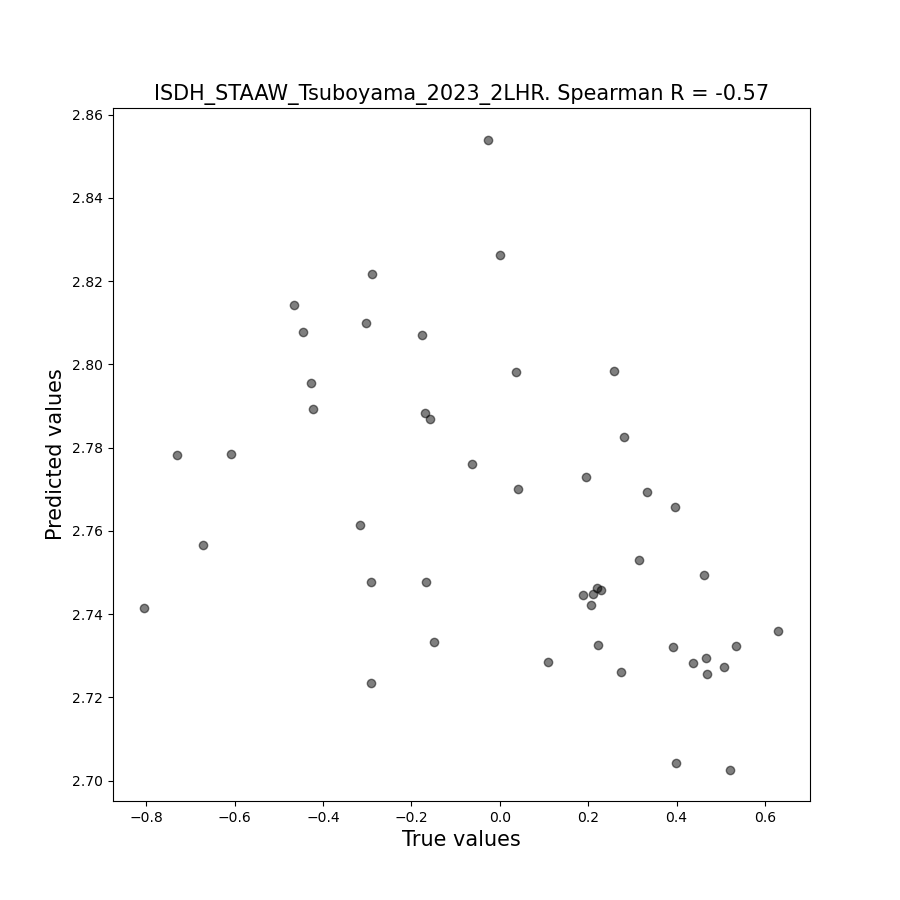 ISDH_STAAW_Tsuboyama_2023_2LHR. Spearman R = -0.57
2.86
2.84
2.82
2.80
2.78
2.76
2.74
2.72
2.70
Predicted values
−0.8 −0.6 −0.4 −0.2 0.0 0.2 0.4 0.6
True values